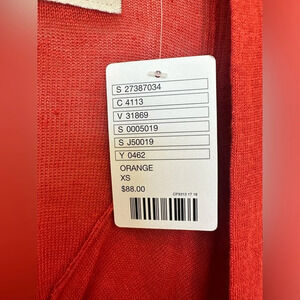 S 27387034
C 4113
V 31869
S 0005019
S J50019
Y 0462
ORANGE
XS
$88.00